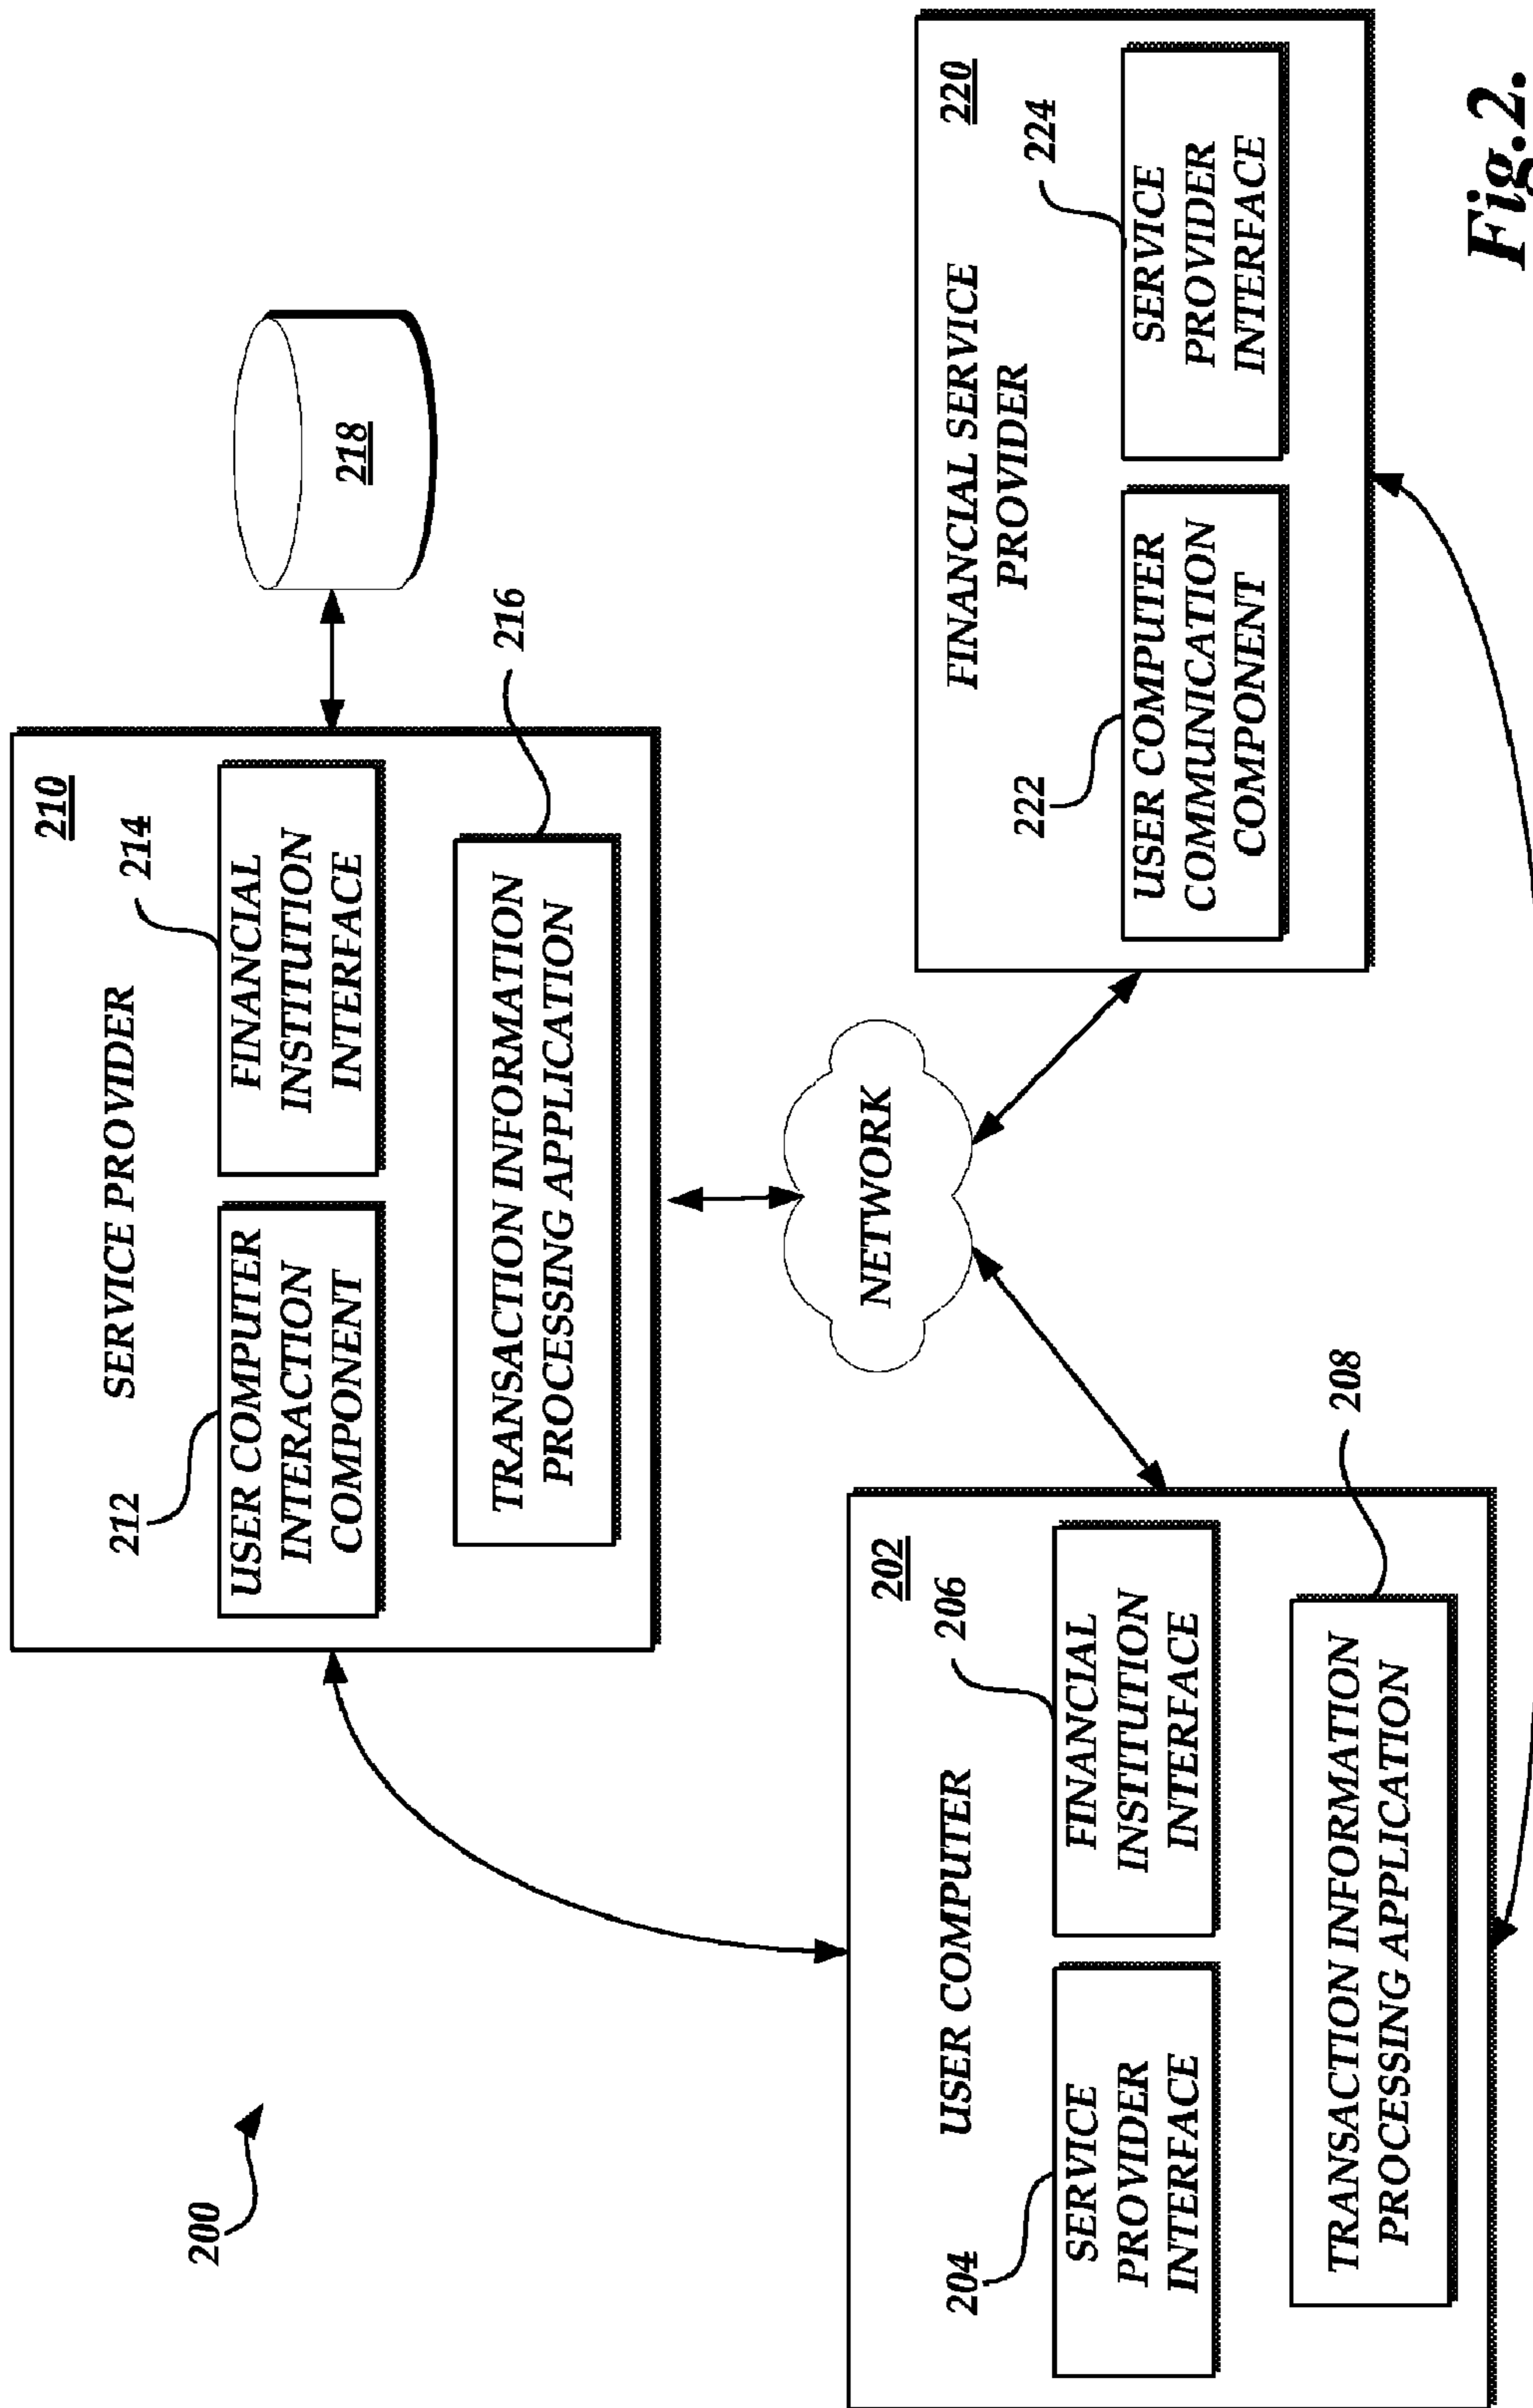 200
SERVICE PROVIDER
210
212
214
USER COMPUTER
INTERACTION
COMPONENT
FINANCIAL
INSTITUTION
INTERFACE
TRANSACTION INFORMATION
PROCESSING APPLICATION
216
218
NETWORK
USER COMPUTER
202
204
206
SERVICE
PROVIDER
INTERFACE
FINANCIAL
INSTITUTION
INTERFACE
TRANSACTION INFORMATION
PROCESSING APPLICATION
208
FINANCIAL SERVICE
PROVIDER
220
222
224
USER COMPUTER
COMMUNICATION
COMPONENT
SERVICE
PROVIDER
INTERFACE
Fig.2.